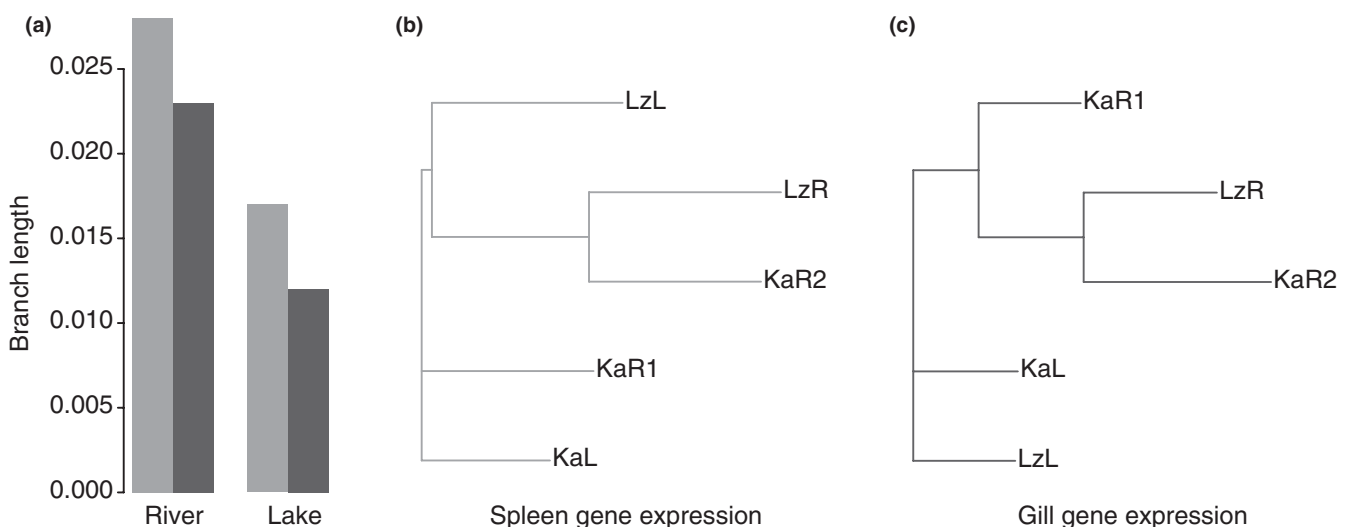 (a)
0.025
0.020
0.015
0.010
0.005
0.000
Branch length
River
Lake
(b)
LzL
LzR
KaR2
KaR1
KaL
Spleen gene expression
(c)
KaR1
LzR
KaR2
KaL
LzL
Gill gene expression